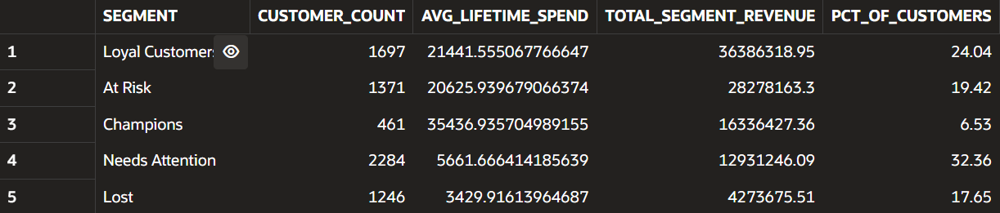 SEGMENT CUSTOMER_COUNT AVG_LIFETIME_SPEND TOTAL_SEGMENT_REVENUE PCT_OF_CUSTOMERS
1 Loyal Customers 1697 21441.555067766647 36386318.95 24.04
2 At Risk 1371 20625.939679066374 28278163.3 19.42
3 Champions 461 35436.935704989155 16336427.36 6.53
4 Needs Attention 2284 5661.666414185639 12931246.09 32.36
5 Lost 1246 3429.91613964687 4273675.51 17.65